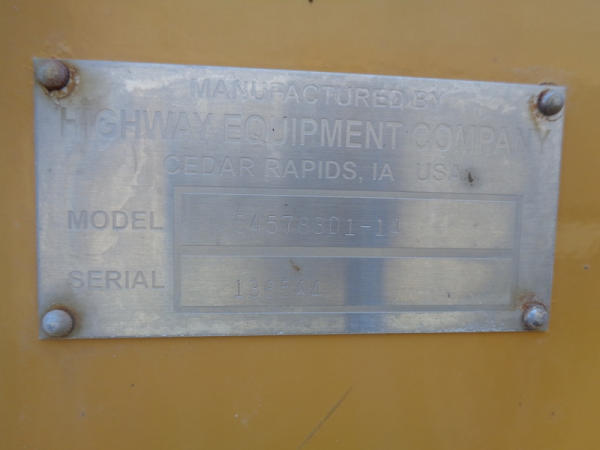 MANUFACTURED BY
HIGHWAY EQUIPMENT COMPANY
CEDAR RAPIDS, IA USA
MODEL
SERIAL